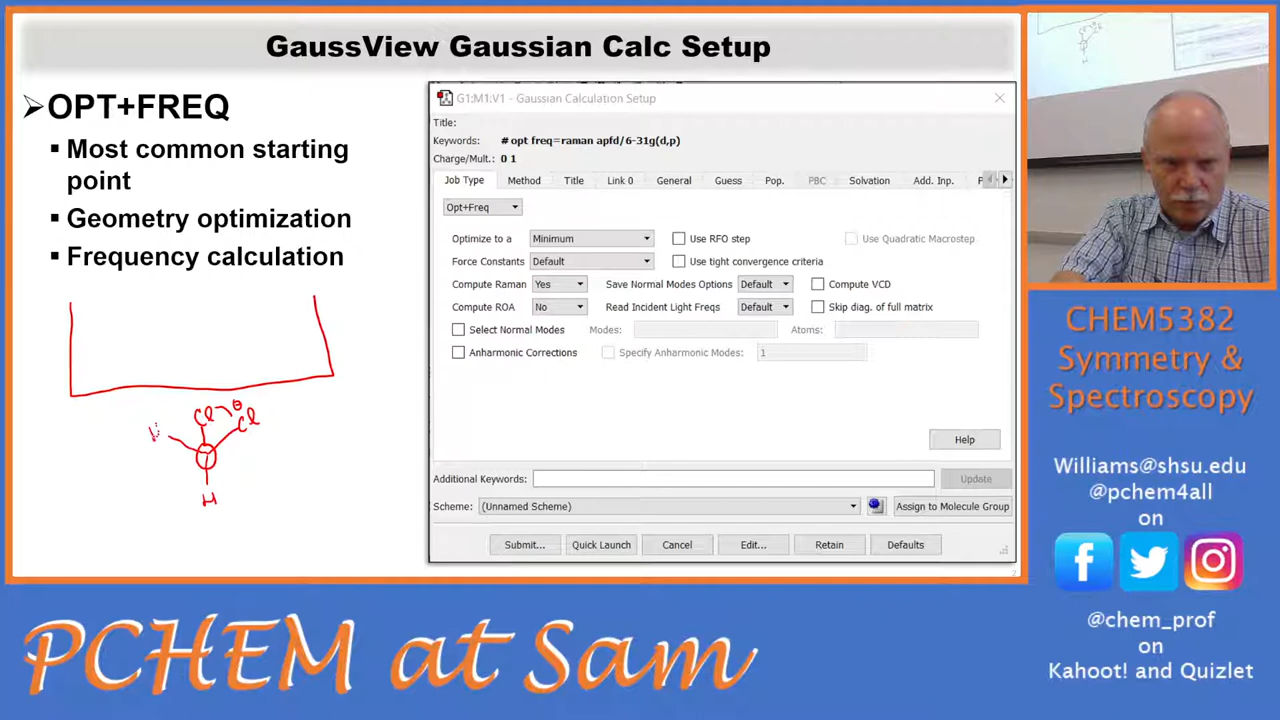 GaussView Gaussian Calc Setup
➢OPT+FREQ
▪ Most common starting
point
▪ Geometry optimization
▪ Frequency calculation
Cl θ
Cl
H
H
G1:M1:V1 - Gaussian Calculation Setup
Title:
Keywords: # opt freq=raman apfd/6-31g(d,p)
Charge/Mult.: 0 1
Job Type Method Title Link 0 General Guess Pop. PBC Solvation Add. Inp.
Opt+Freq
Optimize to a Minimum Use RFO step Use Quadratic Macrostep
Force Constants Default Use tight convergence criteria
Compute Raman Yes Save Normal Modes Options Default Compute VCD
Compute ROA No Read Incident Light Freqs Default Skip diag. of full matrix
Select Normal Modes Modes: Atoms:
Anharmonic Corrections Specify Anharmonic Modes: 1
Help
Additional Keywords: Update
Scheme: (Unnamed Scheme) Assign to Molecule Group
Submit... Quick Launch Cancel Edit... Retain Defaults
2
CHEM5382
Symmetry &
Spectroscopy
Williams@shsu.edu
@pchem4all
on
@chem_prof
on
Kahoot! and Quizlet
PCHEM at Sam